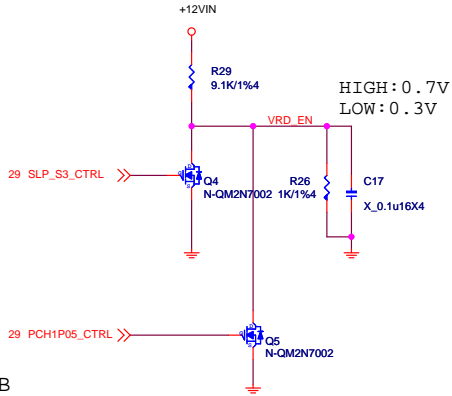 +12VIN
R29
9.1K/1%4
HIGH:0.7V
LOW:0.3V
VRD_EN
29 SLP_S3_CTRL
Q4
N-QM2N7002
R26
1K/1%4
C17
X_0.1u16X4
29 PCH1P05_CTRL
Q5
N-QM2N7002
B